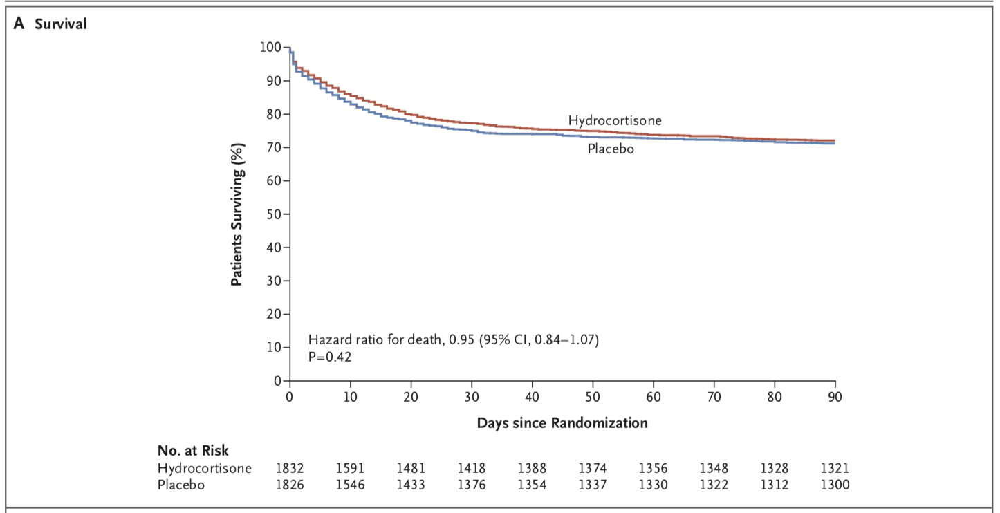 A Survival
100
90
80
70
60
50
40
30
20
10
0
Patients Surviving (%)
Hydrocortisone
Placebo
Hazard ratio for death, 0.95 (95% CI, 0.84–1.07)
P=0.42
0 10 20 30 40 50 60 70 80 90
Days since Randomization
No. at Risk
Hydrocortisone 1832 1591 1481 1418 1388 1374 1356 1348 1328 1321
Placebo 1826 1546 1433 1376 1354 1337 1330 1322 1312 1300